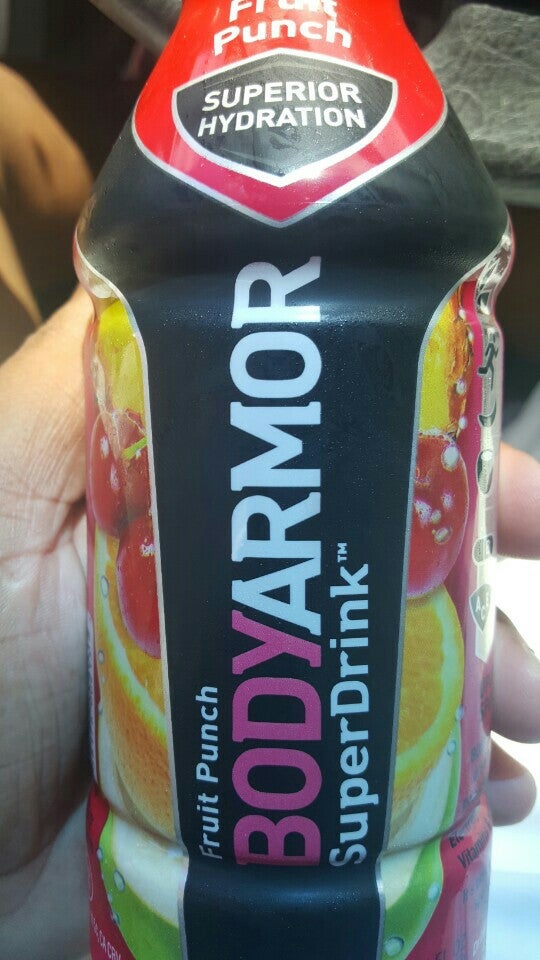 Fruit
Punch
SUPERIOR
HYDRATION
Fruit Punch
BODYARMOR
SuperDrink™